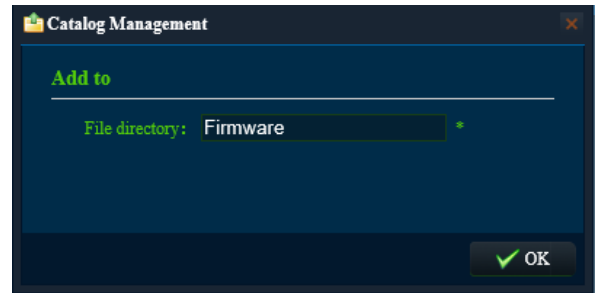 Catalog Management
Add to
File directory: Firmware *
OK